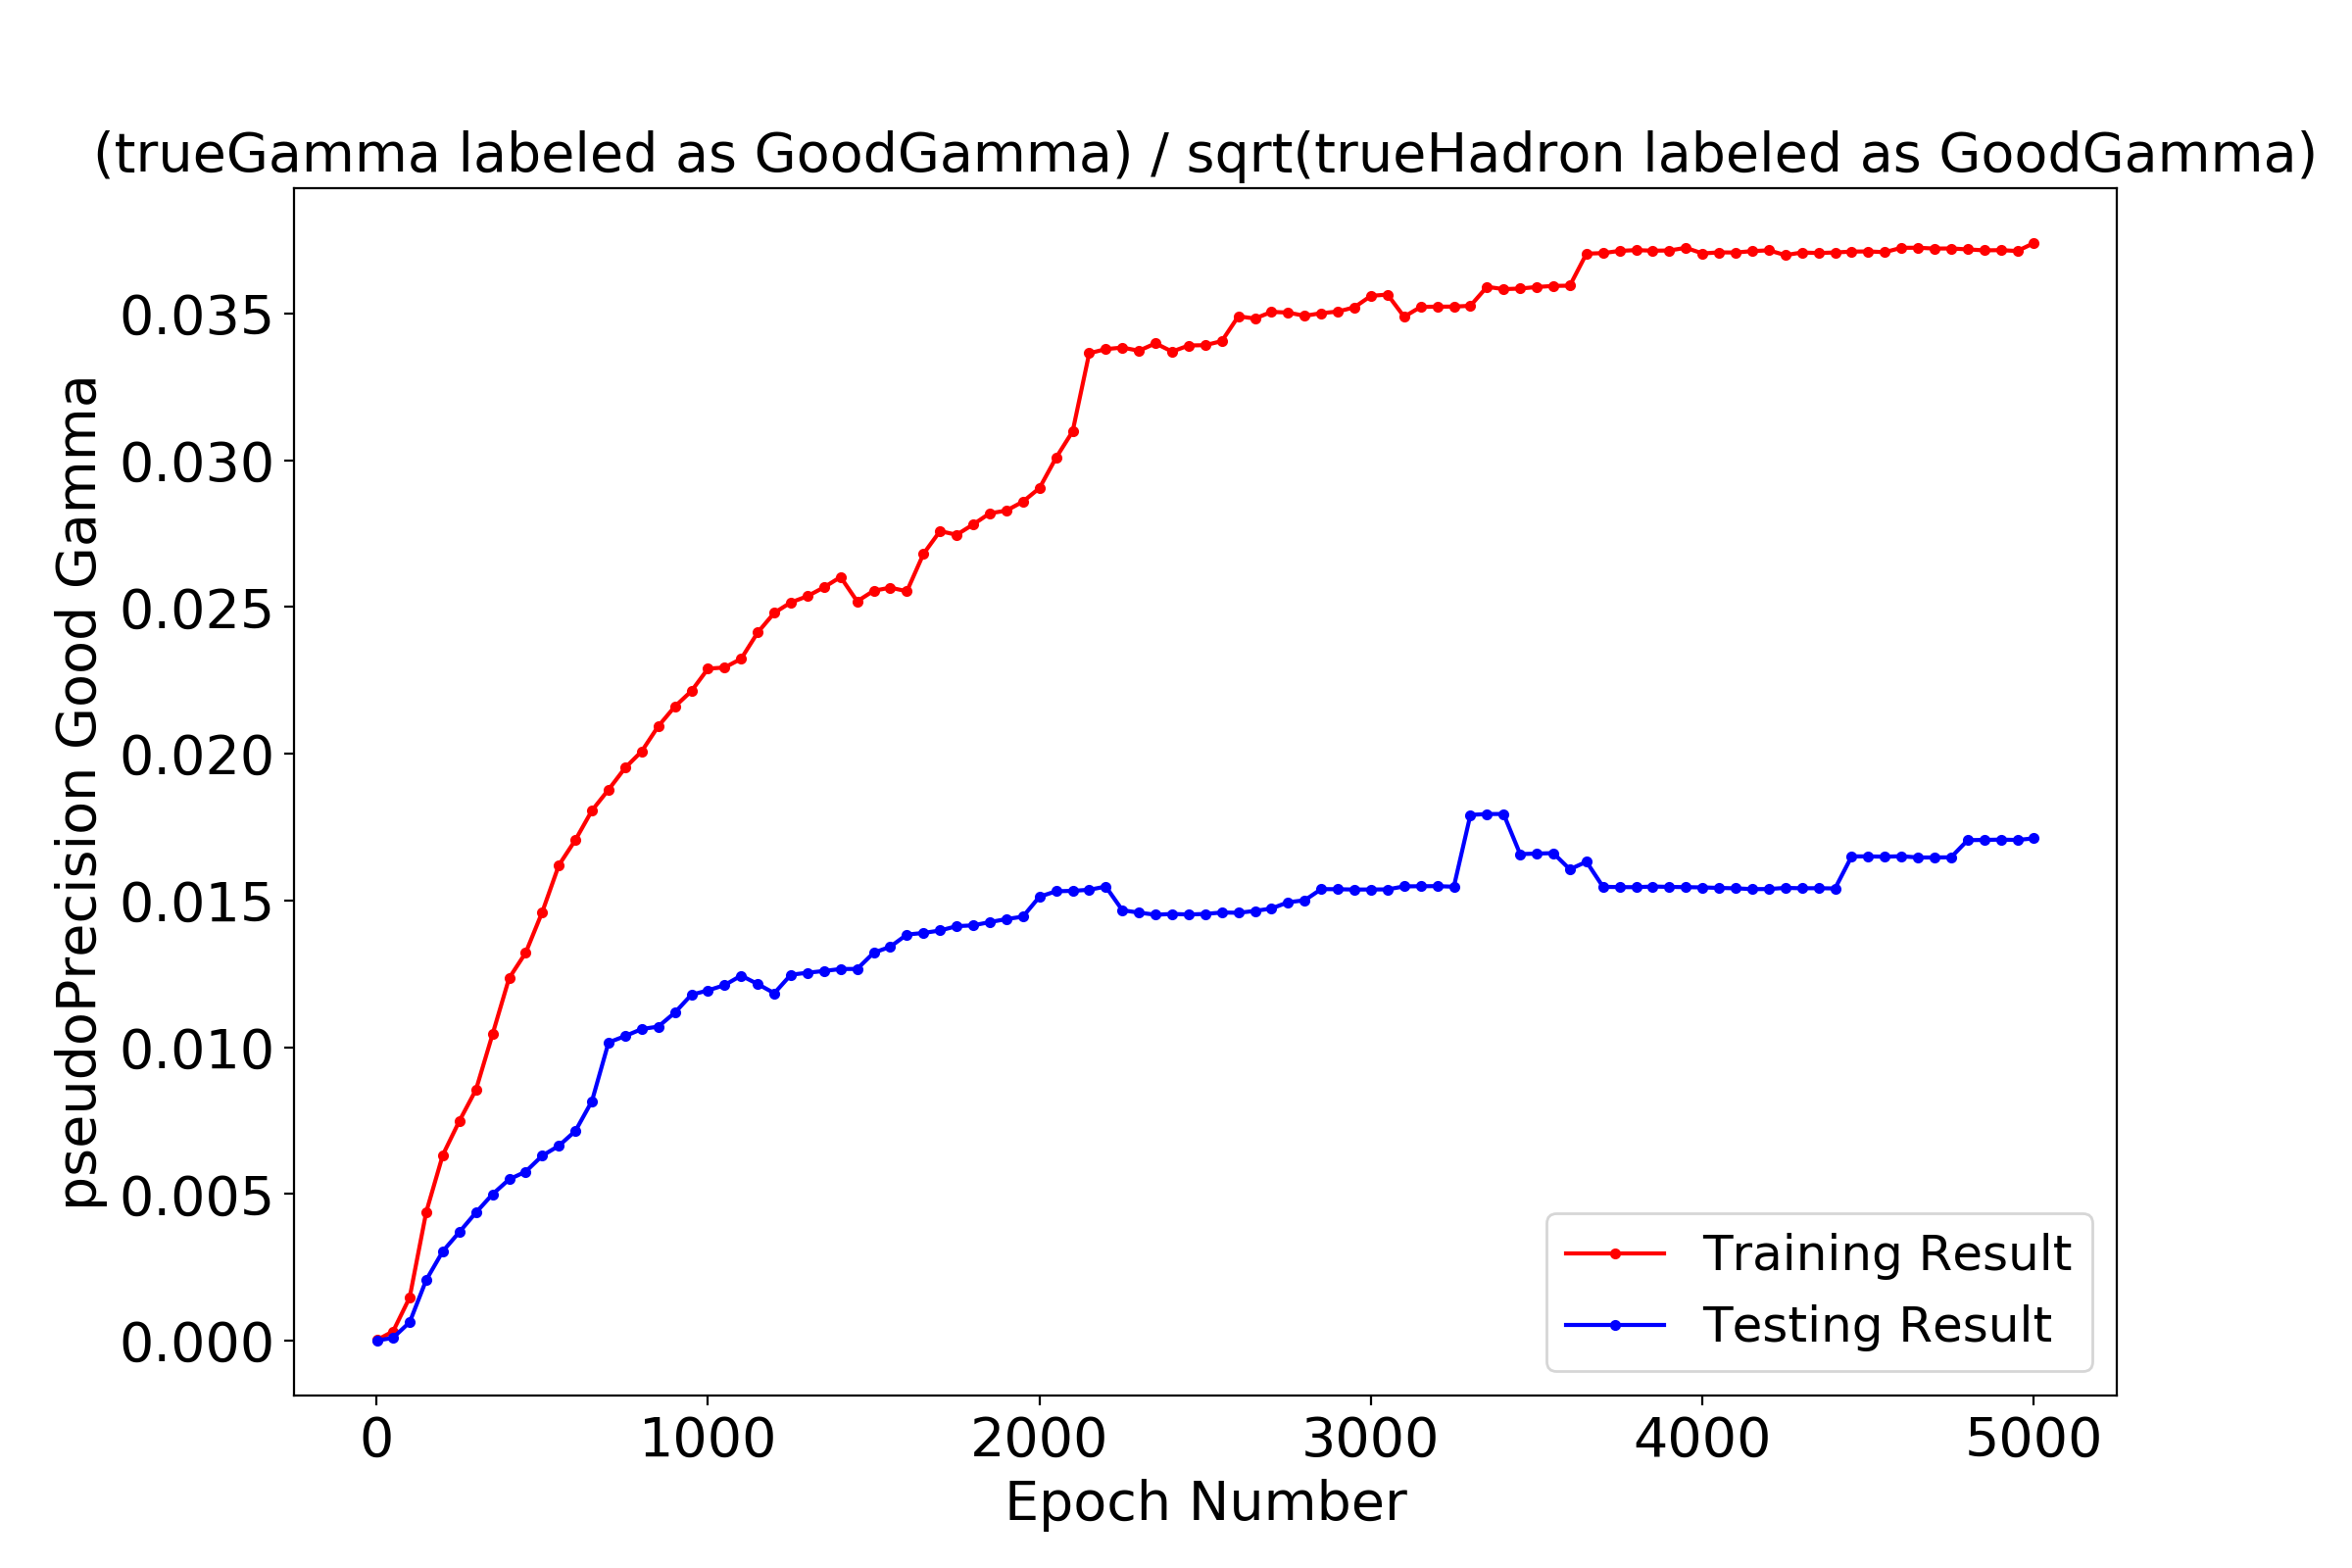 (trueGamma labeled as GoodGamma) / sqrt(trueHadron labeled as GoodGamma)
pseudoPrecision Good Gamma
0.035
0.030
0.025
0.020
0.015
0.010
0.005
0.000
Training Result
Testing Result
0 1000 2000 3000 4000 5000
Epoch Number